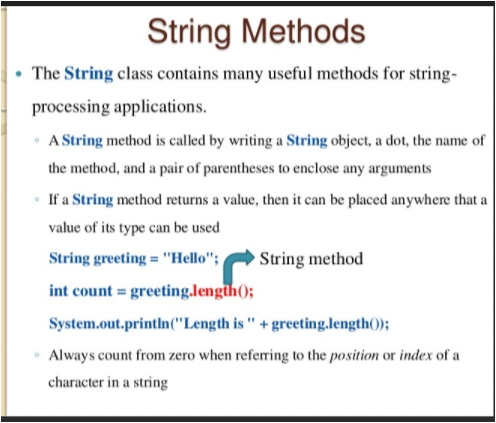 String Methods
• The String class contains many useful methods for string-
processing applications.
◦ A String method is called by writing a String object, a dot, the name of
the method, and a pair of parentheses to enclose any arguments
◦ If a String method returns a value, then it can be placed anywhere that a
value of its type can be used
String greeting = "Hello"; String method
int count = greeting.length();
System.out.println("Length is " + greeting.length());
◦ Always count from zero when referring to the position or index of a
character in a string